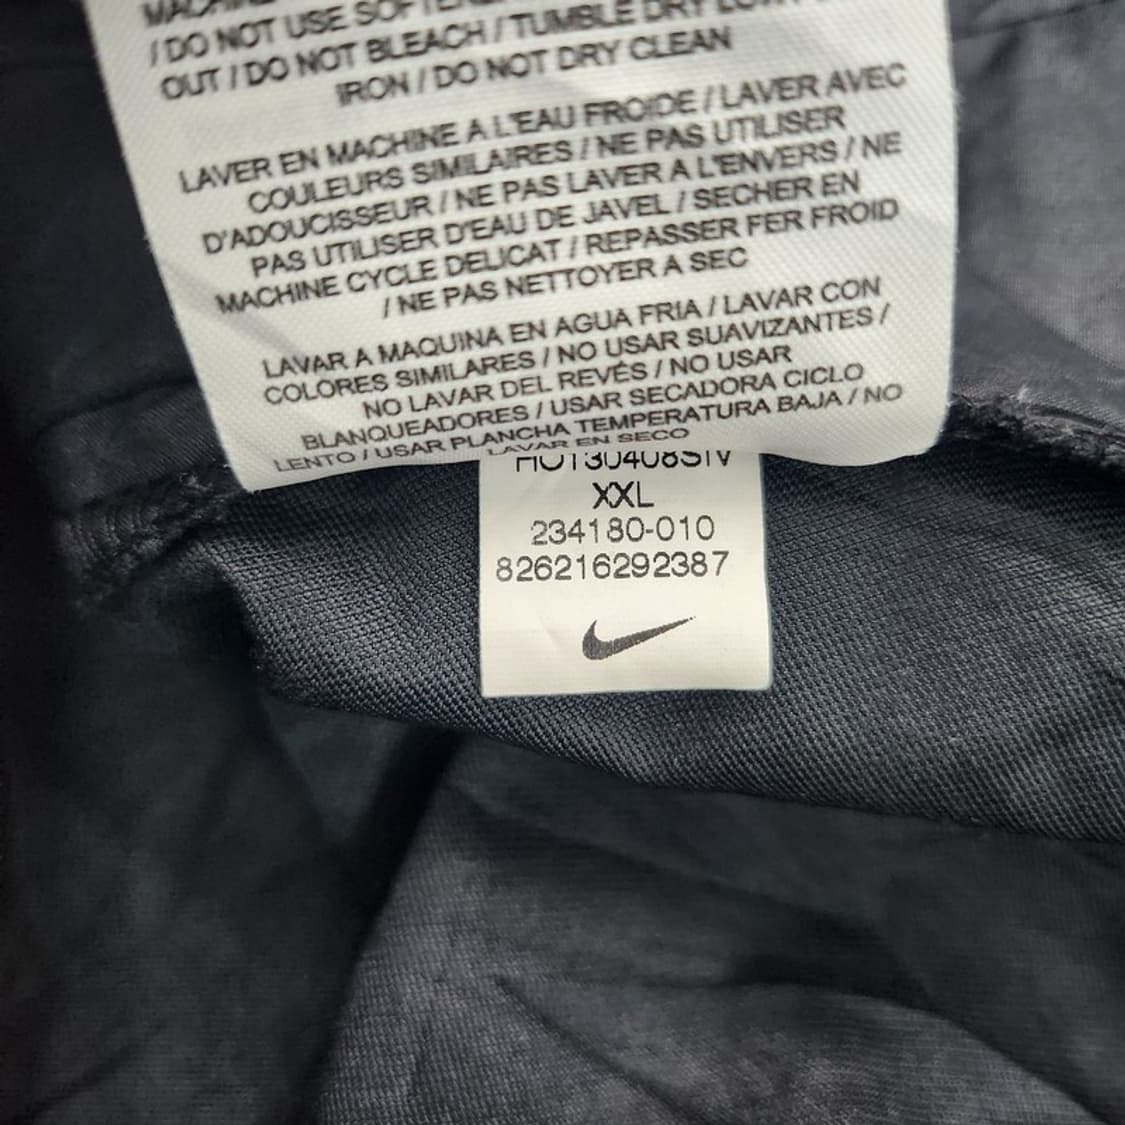 MACHINE
/ DO NOT USE SOFTENERS
OUT / DO NOT BLEACH / TUMBLE DRY LOW
IRON / DO NOT DRY CLEAN
LAVER EN MACHINE A L'EAU FROIDE / LAVER AVEC
COULEURS SIMILAIRES / NE PAS UTILISER
D'ADOUCISSEUR / NE PAS LAVER A L'ENVERS / NE
PAS UTILISER D'EAU DE JAVEL / SECHER EN
MACHINE CYCLE DELICAT / REPASSER FER FROID
/ NE PAS NETTOYER A SEC
LAVAR A MAQUINA EN AGUA FRIA / LAVAR CON
COLORES SIMILARES / NO USAR SUAVIZANTES /
NO LAVAR DEL REVÉS / NO USAR
BLANQUEADORES / USAR SECADORA CICLO
LENTO / USAR PLANCHA TEMPERATURA BAJA / NO
LAVAR EN SECO
XXL
234180-010
826216292387